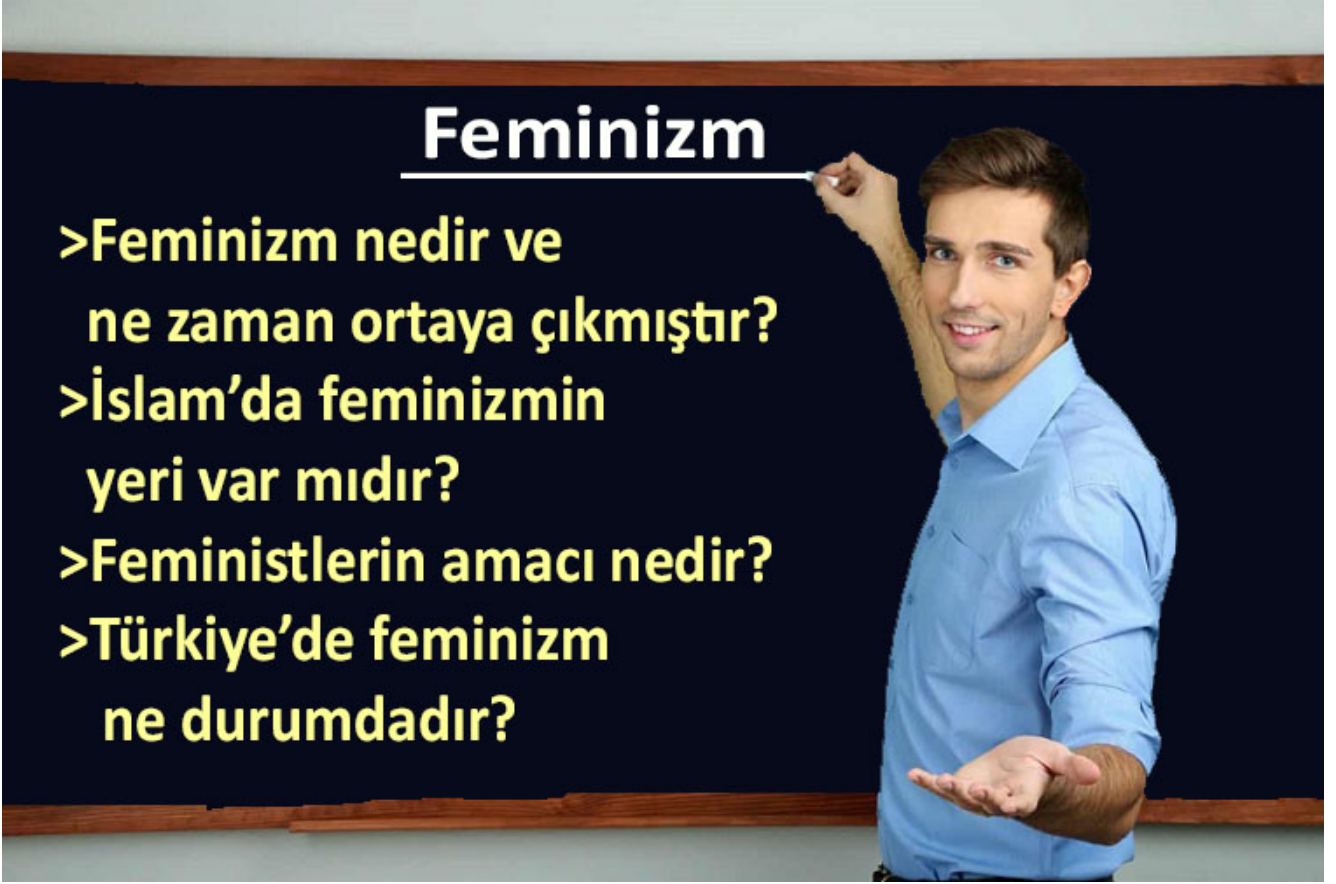 Feminizm
>Feminizm nedir ve
ne zaman ortaya çıkmıştır?
>İslam’da feminizmin
yeri var mıdır?
>Feministlerin amacı nedir?
>Türkiye’de feminizm
ne durumdadır?